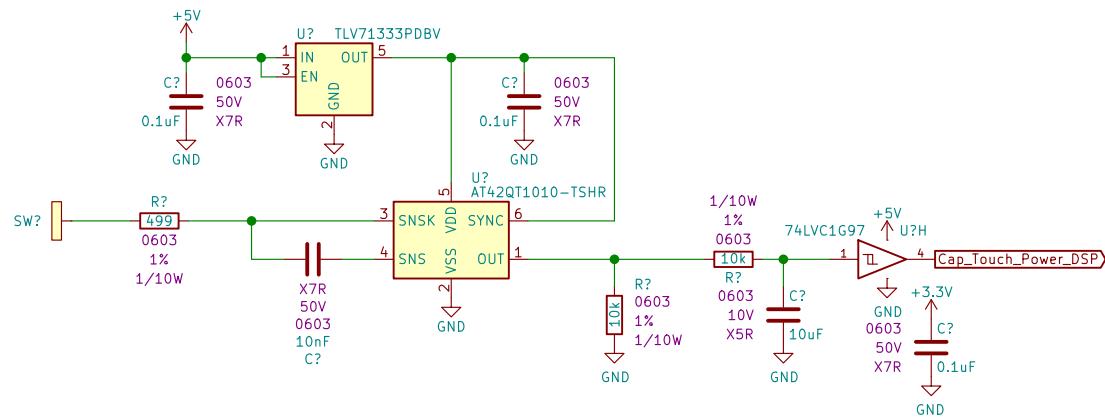 +5V
U? TLV71333PDBV
1 IN OUT 5
3 EN
GND
2
GND
C? 0603
50V
0.1uF X7R
GND
C? 0603
50V
0.1uF X7R
GND
U?
AT42QT1010-TSHR
5
VDD
3 SNSK SYNC 6
4 SNS OUT 1
VSS
2
GND
SW?
R?
499
0603
1%
1/10W
X7R
50V
0603
10nF
C?
R?
10k
0603
1%
1/10W
GND
1/10W
1%
0603
10k
R?
0603 C?
10V
X5R 10uF
GND
74LVC1G97 +5V U?H
1 4
GND
Cap_Touch_Power_DSP
+3.3V
0603 C?
50V
X7R 0.1uF
GND